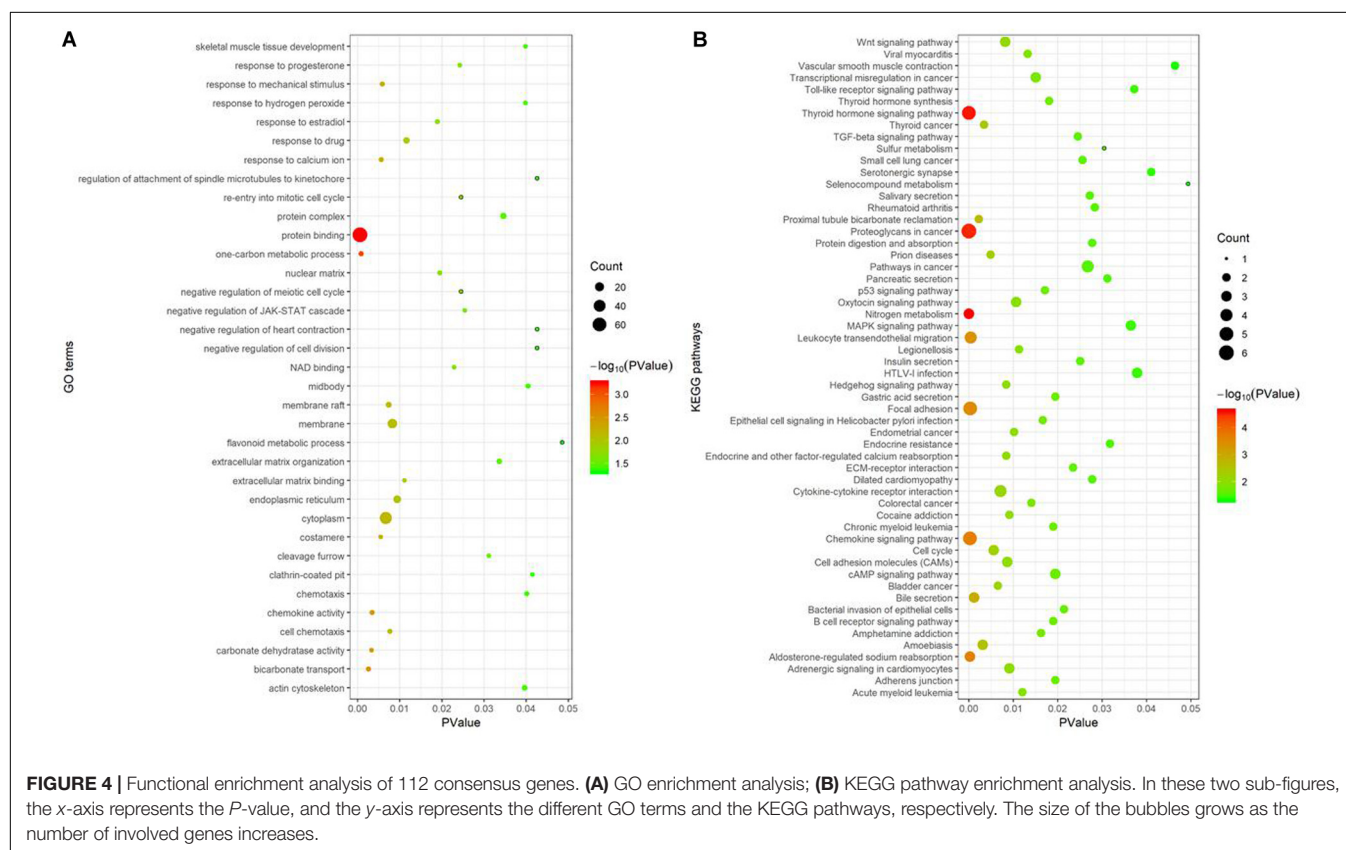 A
skeletal muscle tissue development
response to progesterone
response to mechanical stimulus
response to hydrogen peroxide
response to estradiol
response to drug
response to calcium ion
regulation of attachment of spindle microtubules to kinetochore
re-entry into mitotic cell cycle
protein complex
protein binding
one-carbon metabolic process
nuclear matrix
negative regulation of meiotic cell cycle
negative regulation of JAK-STAT cascade
negative regulation of heart contraction
negative regulation of cell division
NAD binding
midbody
membrane raft
membrane
flavonoid metabolic process
extracellular matrix organization
extracellular matrix binding
endoplasmic reticulum
cytoplasm
costamere
cleavage furrow
clathrin-coated pit
chemotaxis
chemokine activity
cell chemotaxis
carbonate dehydratase activity
bicarbonate transport
actin cytoskeleton
GO terms
0.00 0.01 0.02 0.03 0.04 0.05
PValue
Count
20
40
60
−log10(PValue)
3.0
2.5
2.0
1.5
B
Wnt signaling pathway
Viral myocarditis
Vascular smooth muscle contraction
Transcriptional misregulation in cancer
Toll-like receptor signaling pathway
Thyroid hormone synthesis
Thyroid hormone signaling pathway
Thyroid cancer
TGF-beta signaling pathway
Sulfur metabolism
Small cell lung cancer
Serotonergic synapse
Selenocompound metabolism
Salivary secretion
Rheumatoid arthritis
Proximal tubule bicarbonate reclamation
Proteoglycans in cancer
Protein digestion and absorption
Prion diseases
Pathways in cancer
Pancreatic secretion
p53 signaling pathway
Oxytocin signaling pathway
Nitrogen metabolism
MAPK signaling pathway
Leukocyte transendothelial migration
Legionellosis
Insulin secretion
HTLV-I infection
Hedgehog signaling pathway
Gastric acid secretion
Focal adhesion
Epithelial cell signaling in Helicobacter pylori infection
Endometrial cancer
Endocrine resistance
Endocrine and other factor-regulated calcium reabsorption
ECM-receptor interaction
Dilated cardiomyopathy
Cytokine-cytokine receptor interaction
Colorectal cancer
Cocaine addiction
Chronic myeloid leukemia
Chemokine signaling pathway
Cell cycle
Cell adhesion molecules (CAMs)
cAMP signaling pathway
Bladder cancer
Bile secretion
Bacterial invasion of epithelial cells
B cell receptor signaling pathway
Amphetamine addiction
Amoebiasis
Aldosterone-regulated sodium reabsorption
Adrenergic signaling in cardiomyocytes
Adherens junction
Acute myeloid leukemia
KEGG pathways
0.00 0.01 0.02 0.03 0.04 0.05
PValue
Count
1
2
3
4
5
6
−log10(PValue)
4
3
2
FIGURE 4 | Functional enrichment analysis of 112 consensus genes. (A) GO enrichment analysis; (B) KEGG pathway enrichment analysis. In these two sub-figures,
the x-axis represents the P-value, and the y-axis represents the different GO terms and the KEGG pathways, respectively. The size of the bubbles grows as the
number of involved genes increases.